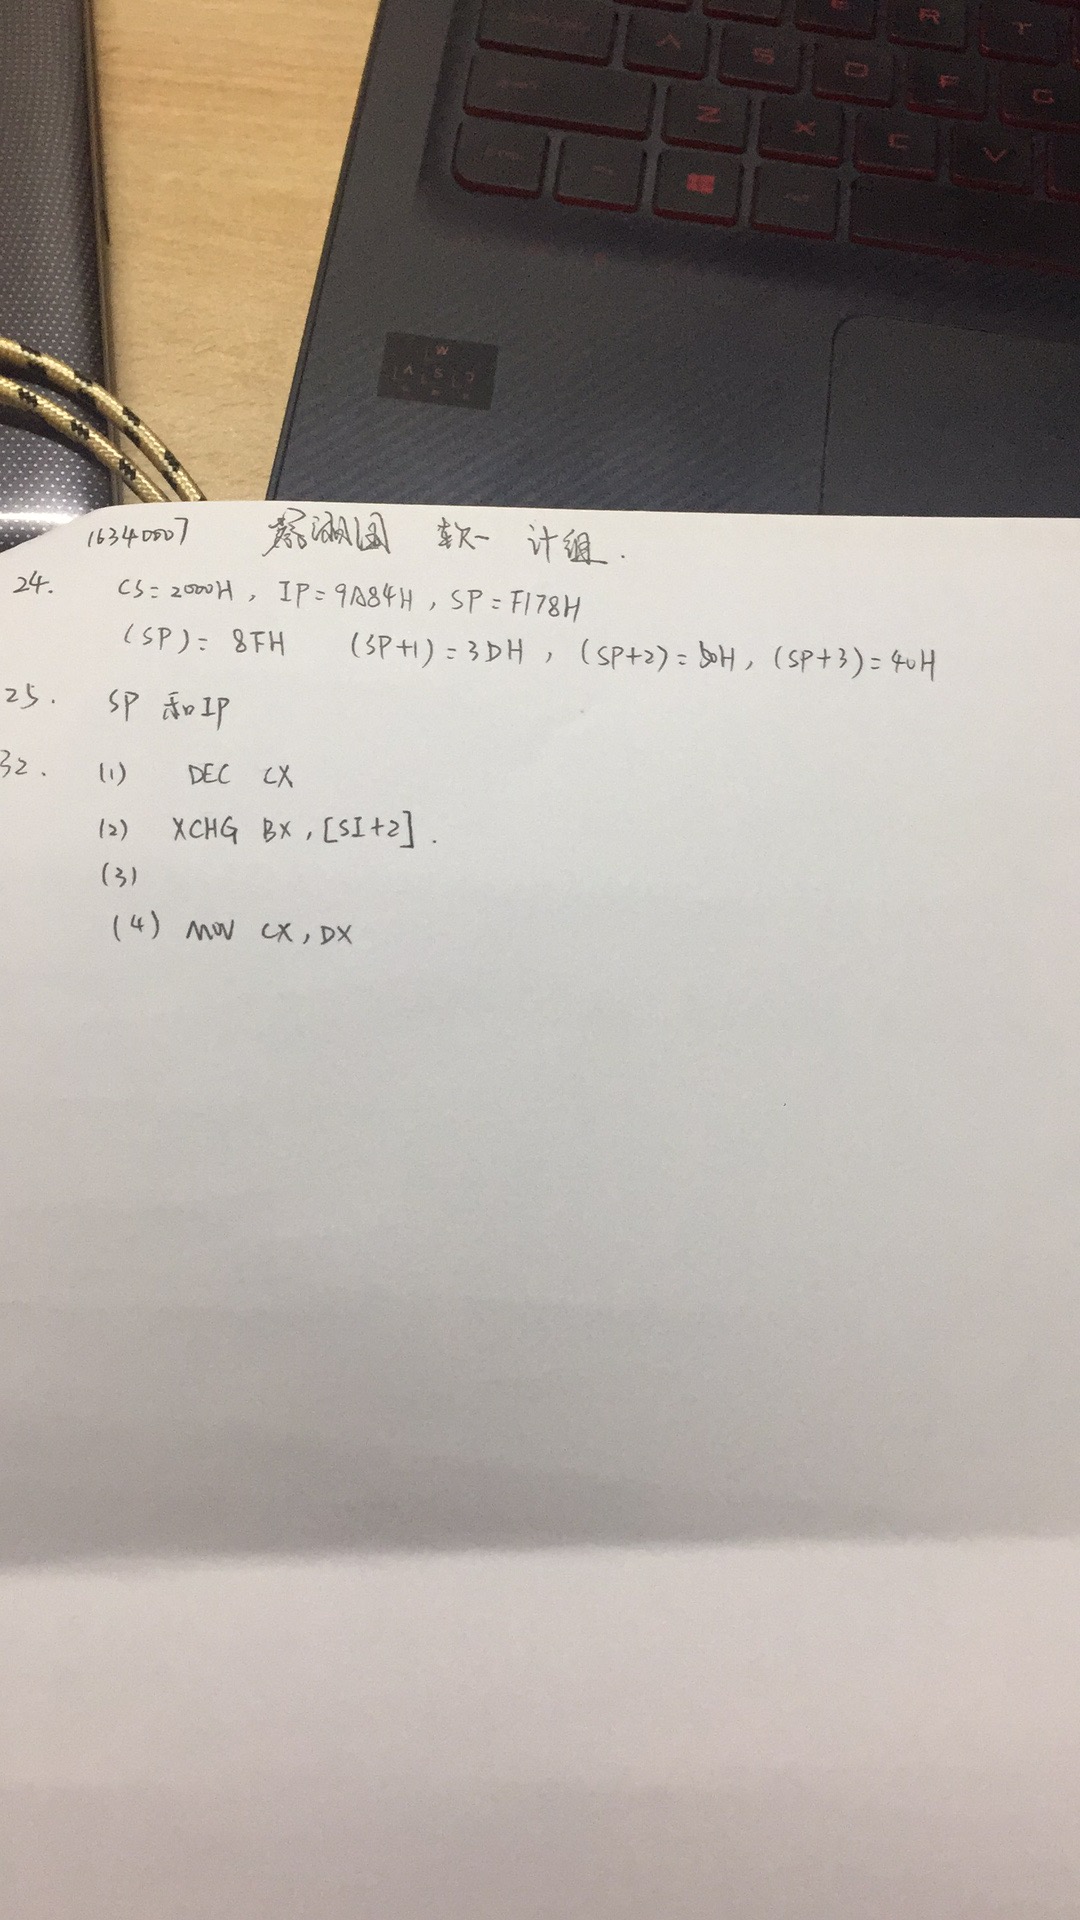 E R T
A S D F G
Z X C V
W
A S D
16340007 蔡湘国 软一 计组.
24. CS=2000H, IP=9A84H, SP=F178H
(SP)=8FH (SP+1)=3DH, (SP+2)=50H, (SP+3)=40H
25. SP 和 IP
32. (1) DEC CX
(2) XCHG BX, [SI+2].
(3)
(4) MOV CX, DX